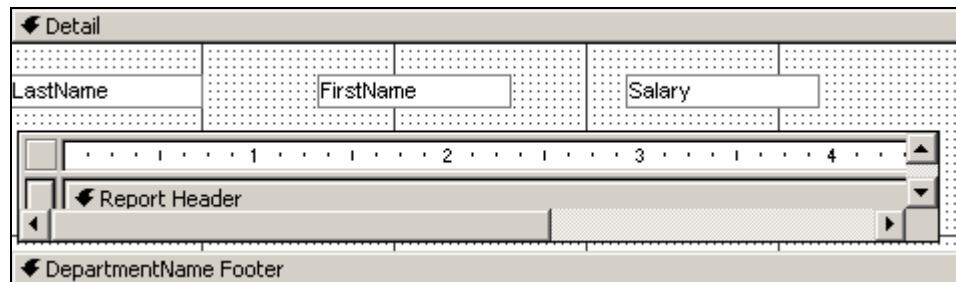 Detail
LastName FirstName Salary
1 2 3 4
Report Header
DepartmentName Footer